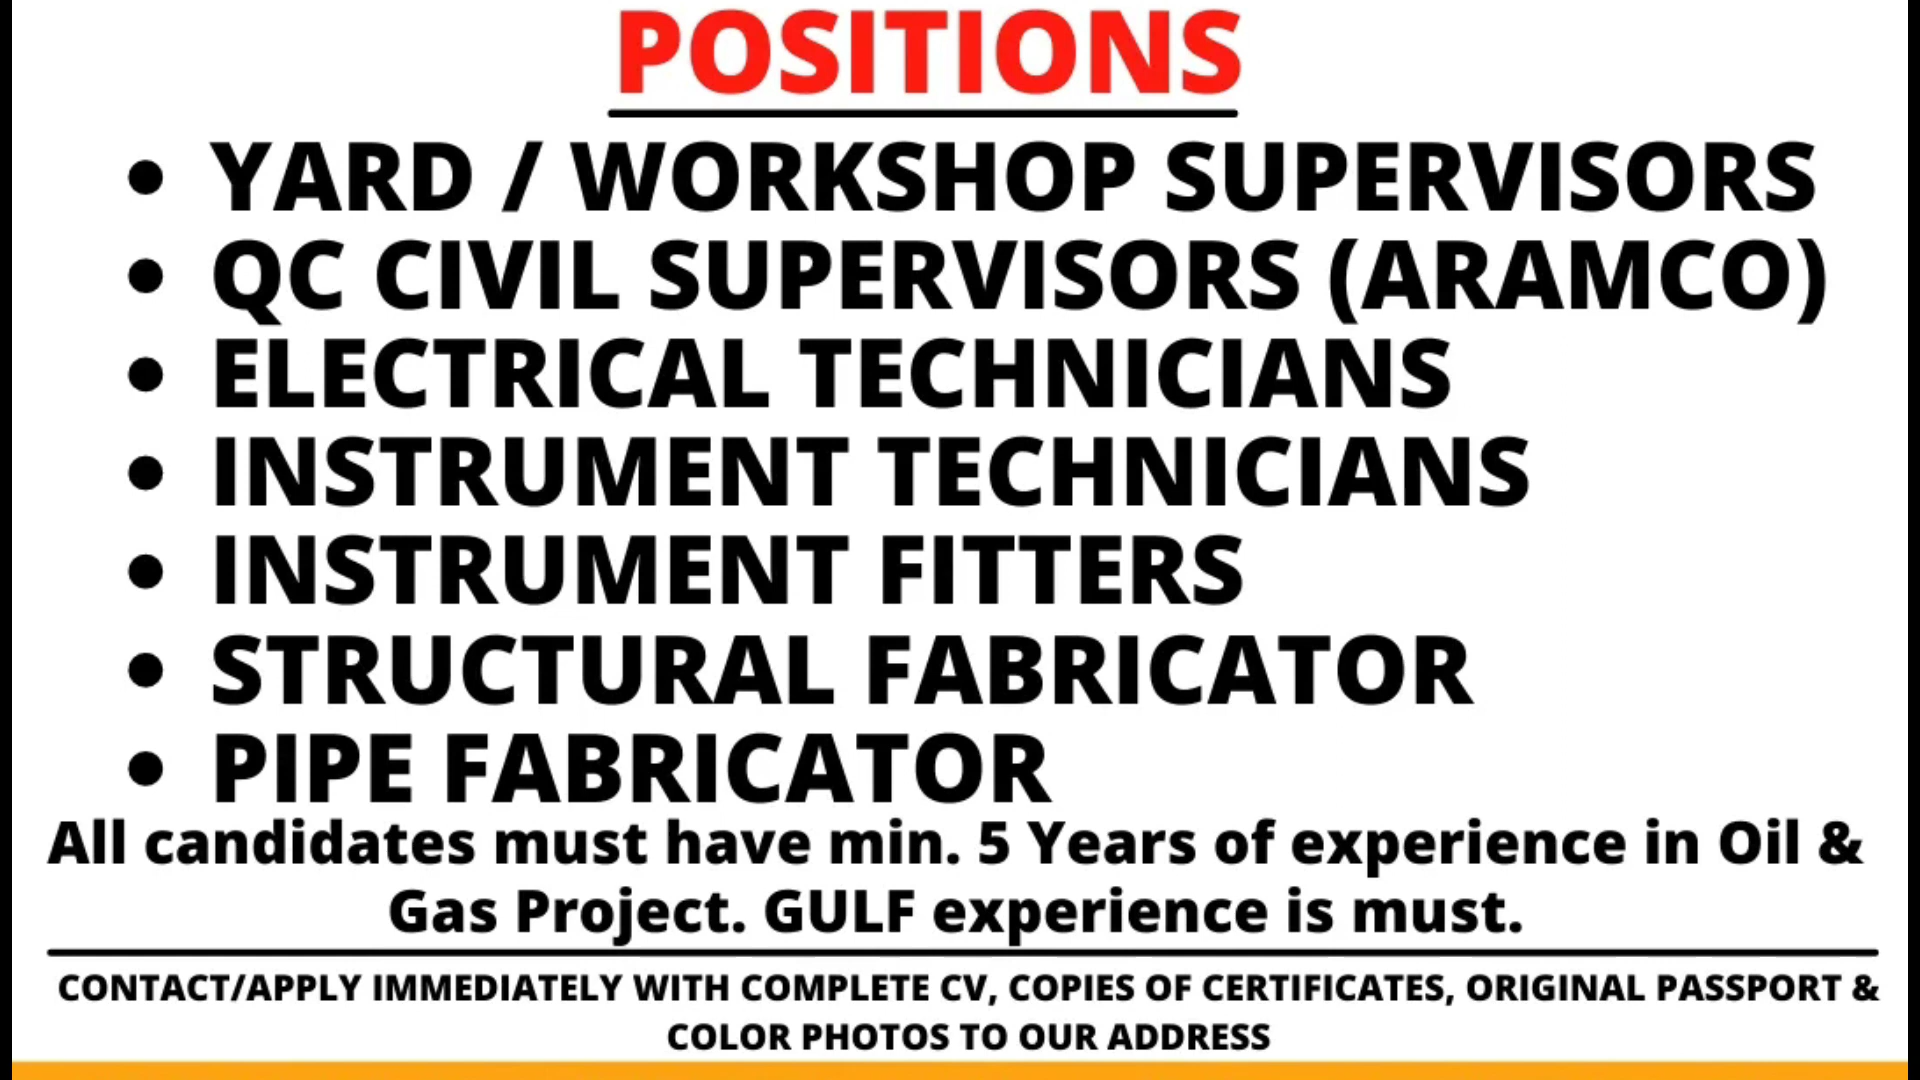 POSITIONS
• YARD / WORKSHOP SUPERVISORS
• QC CIVIL SUPERVISORS (ARAMCO)
• ELECTRICAL TECHNICIANS
• INSTRUMENT TECHNICIANS
• INSTRUMENT FITTERS
• STRUCTURAL FABRICATOR
• PIPE FABRICATOR
All candidates must have min. 5 Years of experience in Oil &
Gas Project. GULF experience is must.
CONTACT/APPLY IMMEDIATELY WITH COMPLETE CV, COPIES OF CERTIFICATES, ORIGINAL PASSPORT &
COLOR PHOTOS TO OUR ADDRESS